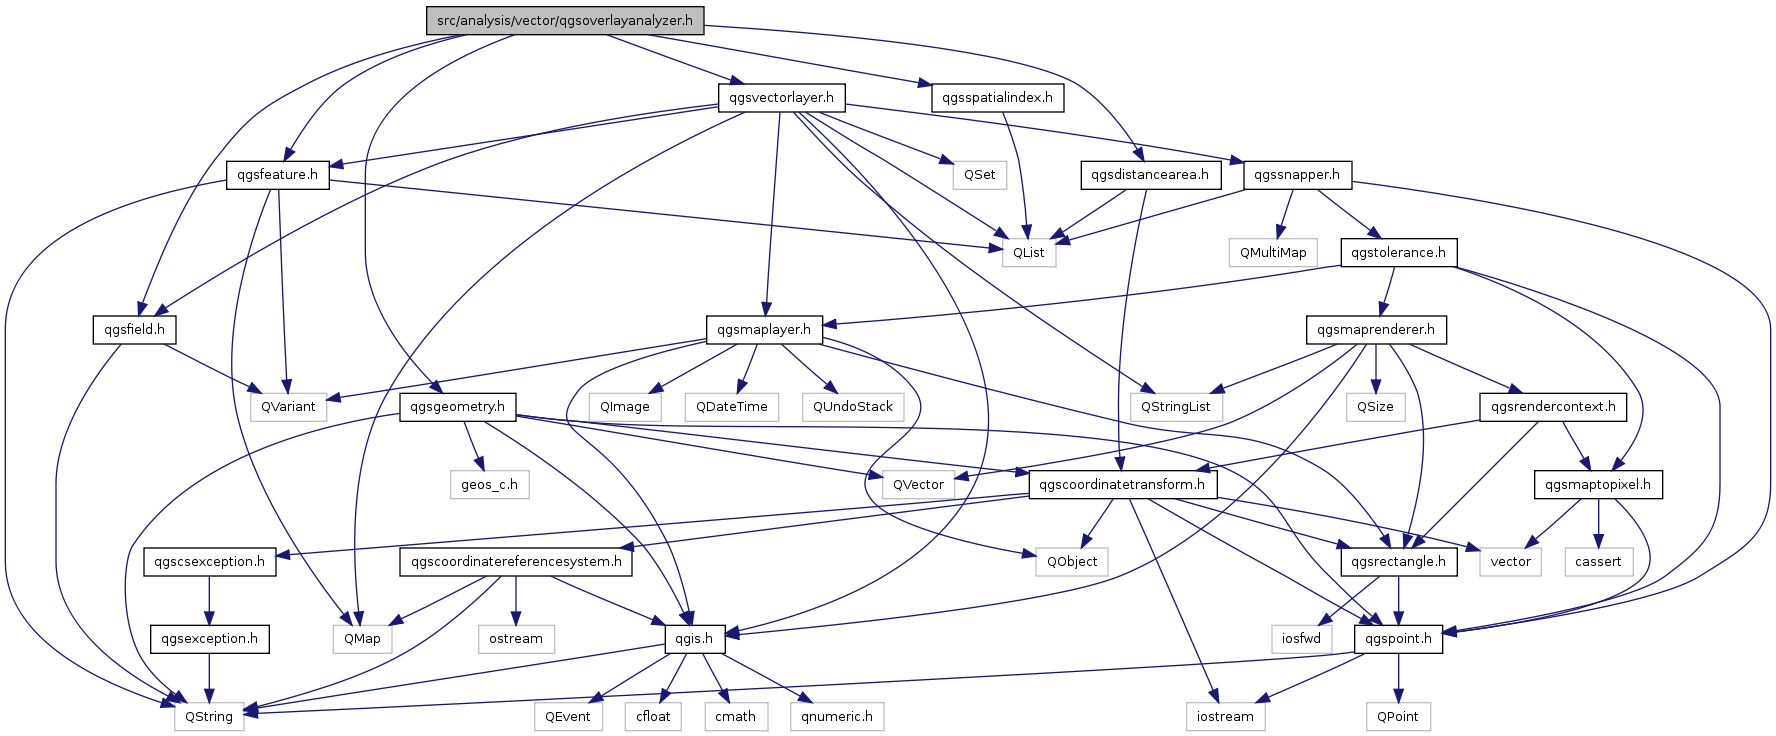 src/analysis/vector/qgsoverlayanalyzer.h
qgsvectorlayer.h
qgsspatialindex.h
qgsfeature.h
QSet
qgsdistancearea.h
qgssnapper.h
QList
QMultiMap
qgstolerance.h
qgsfield.h
qgsmaplayer.h
qgsmaprenderer.h
QVariant
qgsgeometry.h
QImage
QDateTime
QUndoStack
QStringList
QSize
qgsrendercontext.h
geos_c.h
QVector
qgscoordinatetransform.h
qgsmaptopixel.h
qgscsexception.h
qgscoordinatereferencesystem.h
QObject
qgsrectangle.h
vector
cassert
qgsexception.h
QMap
ostream
qgis.h
iosfwd
qgspoint.h
QString
QEvent
cfloat
cmath
qnumeric.h
iostream
QPoint